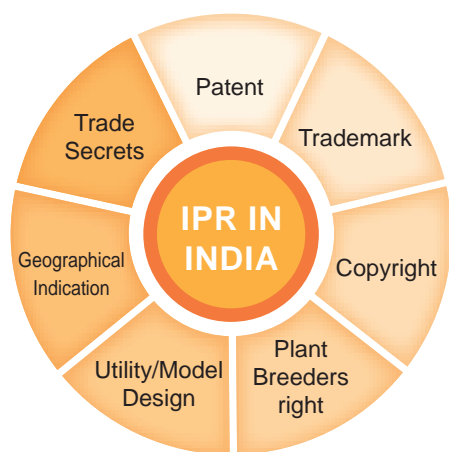 IPR IN
INDIA
Patent
Trademark
Copyright
Plant
Breeders
right
Utility/Model
Design
Geographical
Indication
Trade
Secrets